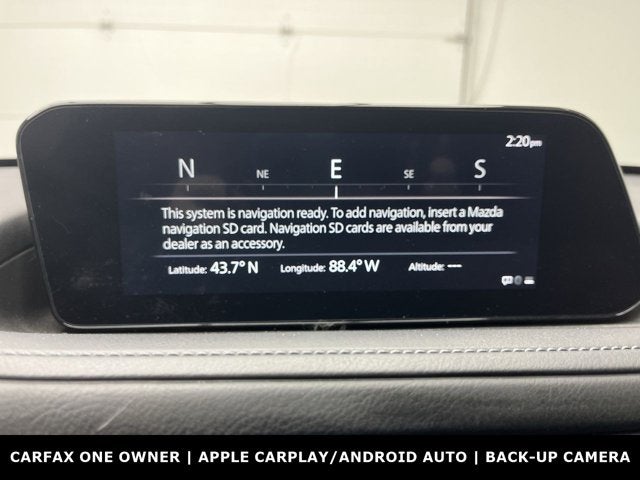 2:20pm
N NE E SE S
This system is navigation ready. To add navigation, insert a Mazda
navigation SD card. Navigation SD cards are available from your
dealer as an accessory.
Latitude: 43.7° N Longitude: 88.4° W Altitude: ---
CARFAX ONE OWNER | APPLE CARPLAY/ANDROID AUTO | BACK-UP CAMERA